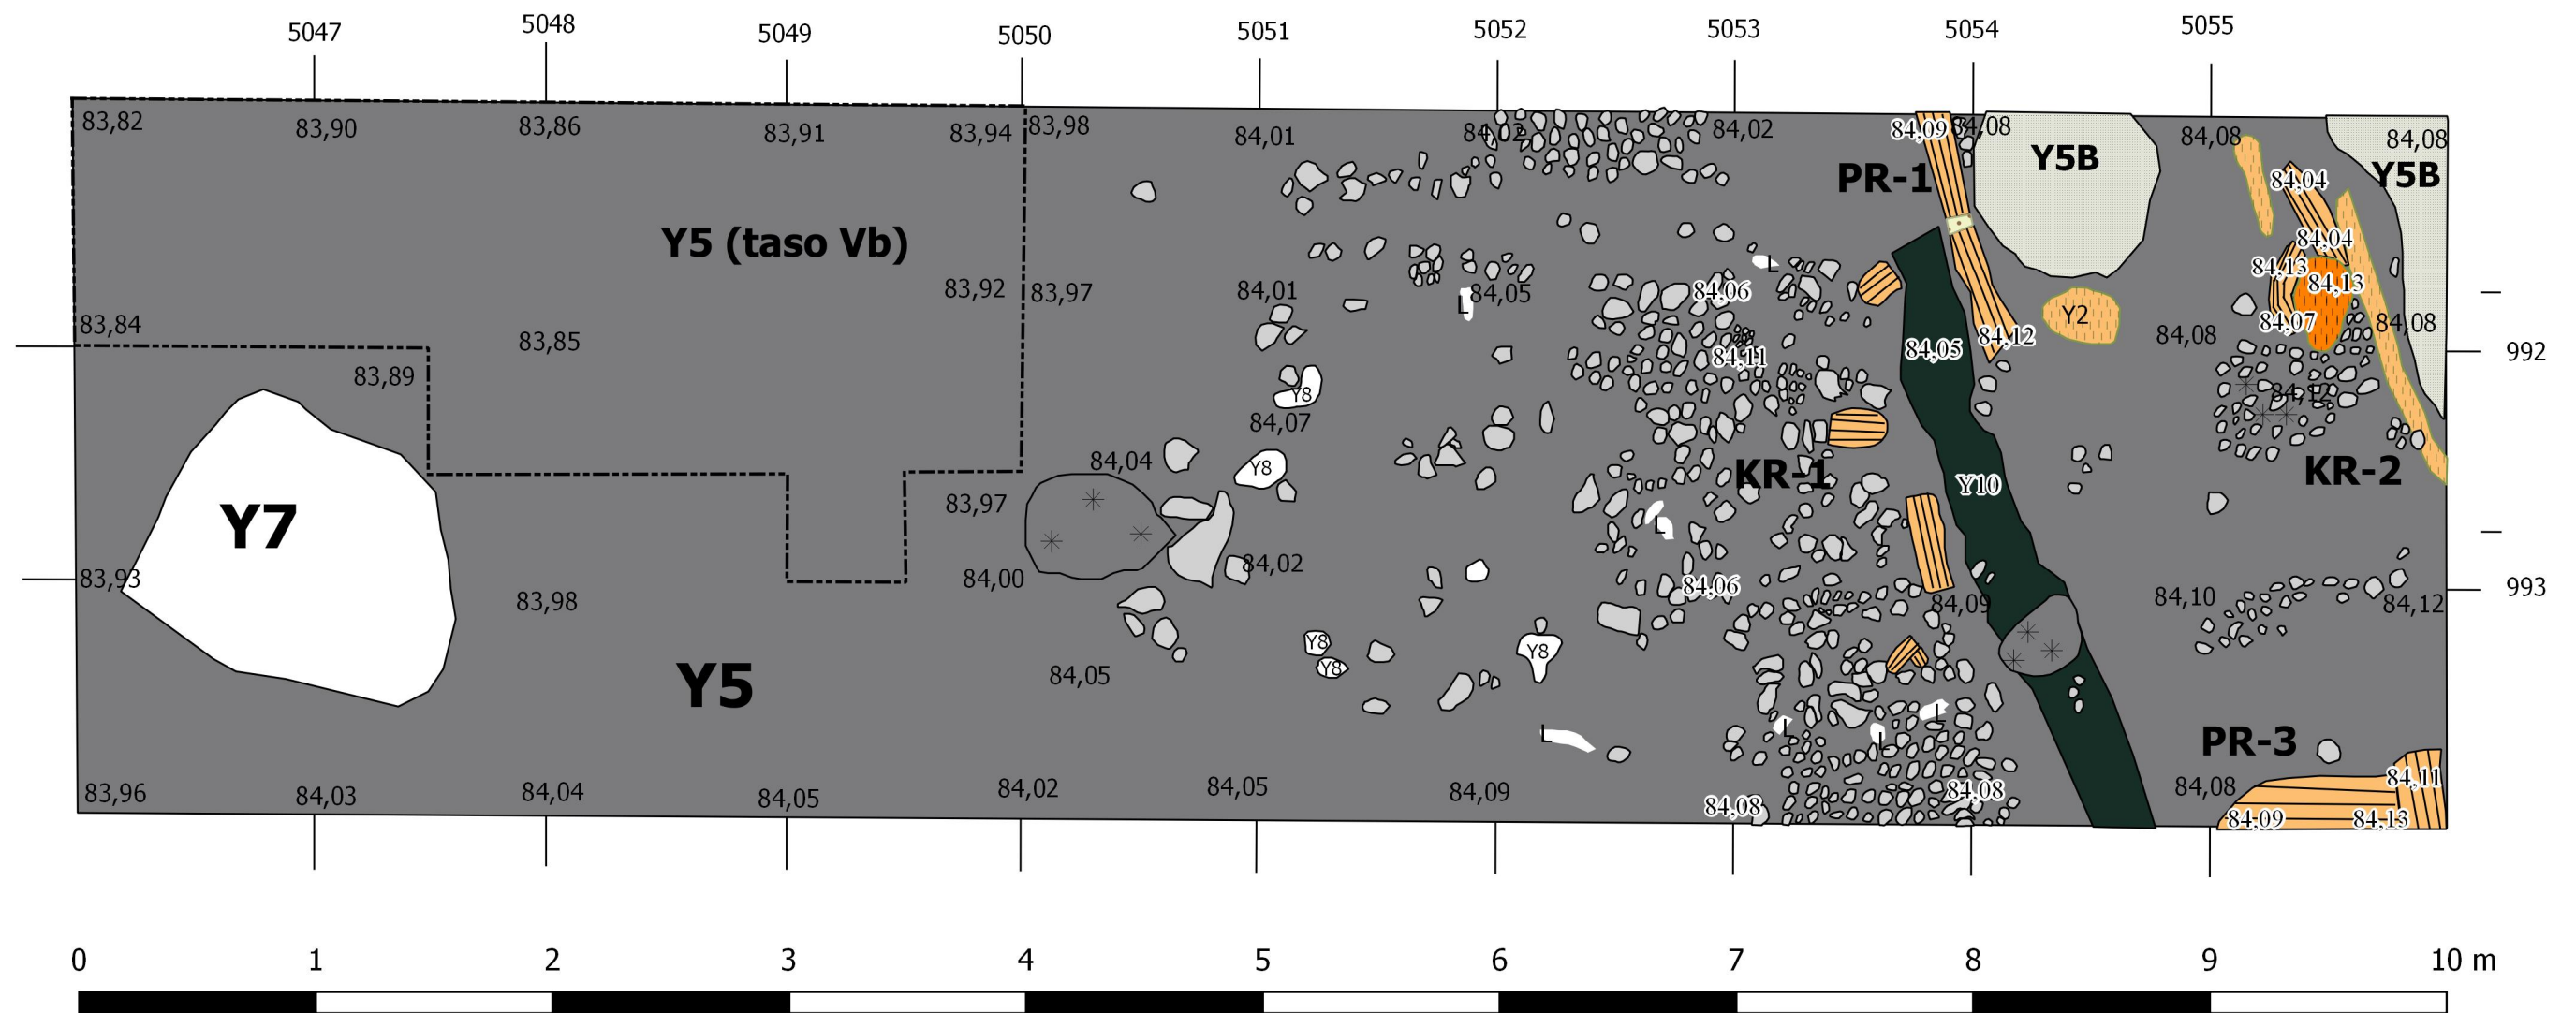 5047 5048 5049 5050 5051 5052 5053 5054 5055
83,82 83,90 83,86 83,91 83,94 83,98 84,01 84,02 84,02 84,09 84,08 84,08 84,08
PR-1 Y5B Y5B
84,04
Y5 (taso Vb) 84,04
84,13 84,13
83,92 83,97 84,01 L 84,05 84,06 L
83,84 83,85 84,11 84,05 84,12 Y2 84,08 84,07 84,08
992
83,89 Y8 84,12
84,07
84,04 Y8 KR-1 Y10 KR-2
Y7 83,97 L
84,02
83,93 83,98 84,00 84,06 84,09 84,10 84,12 993
Y8 Y8 Y8
Y5 84,05
L L L L PR-3
83,96 84,03 84,04 84,05 84,02 84,05 84,09 84,08 84,08 84,08 84,11
84,09 84,13
0 1 2 3 4 5 6 7 8 9 10 m